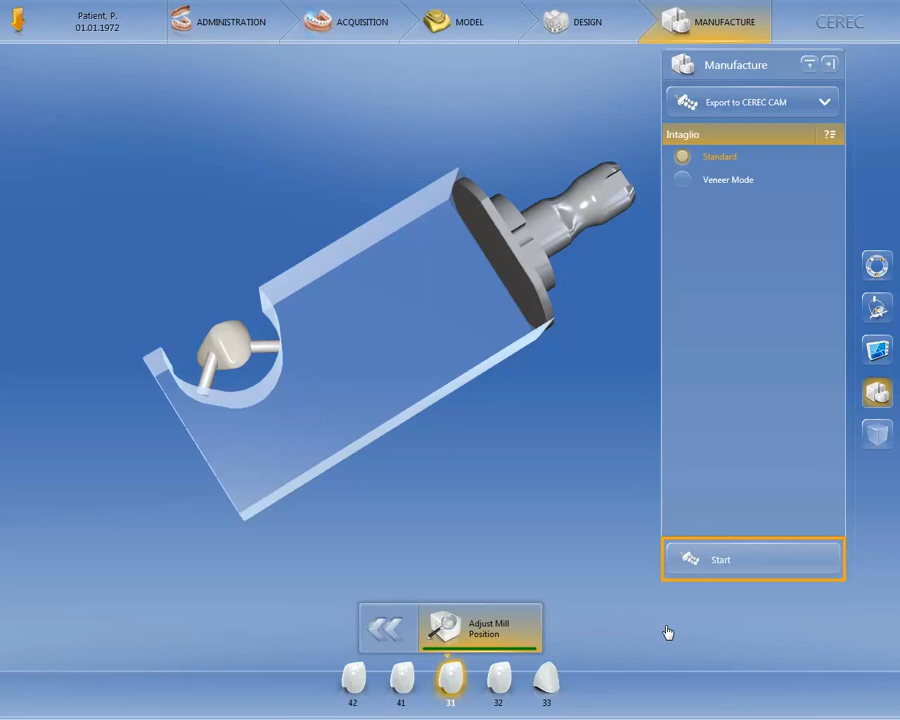 Patient, P.
01.01.1972
ADMINISTRATION
ACQUISITION
MODEL
DESIGN
MANUFACTURE
CEREC
Manufacture
Export to CEREC CAM
Intaglio
Standard
Veneer Mode
Start
Adjust Mill
Position
42
41
31
32
33